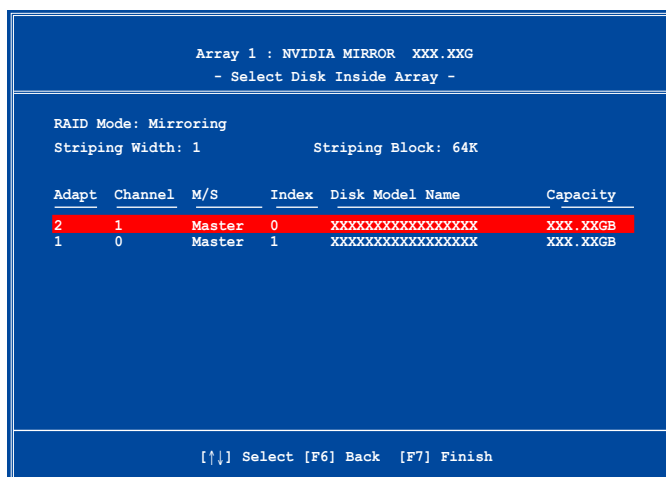 Array 1 : NVIDIA MIRROR XXX.XXG
- Select Disk Inside Array -
RAID Mode: Mirroring
Striping Width: 1 Striping Block: 64K
Adapt Channel M/S Index Disk Model Name Capacity
2 1 Master 0 XXXXXXXXXXXXXXXXX XXX.XXGB
1 0 Master 1 XXXXXXXXXXXXXXXXX XXX.XXGB
[↑↓] Select [F6] Back [F7] Finish